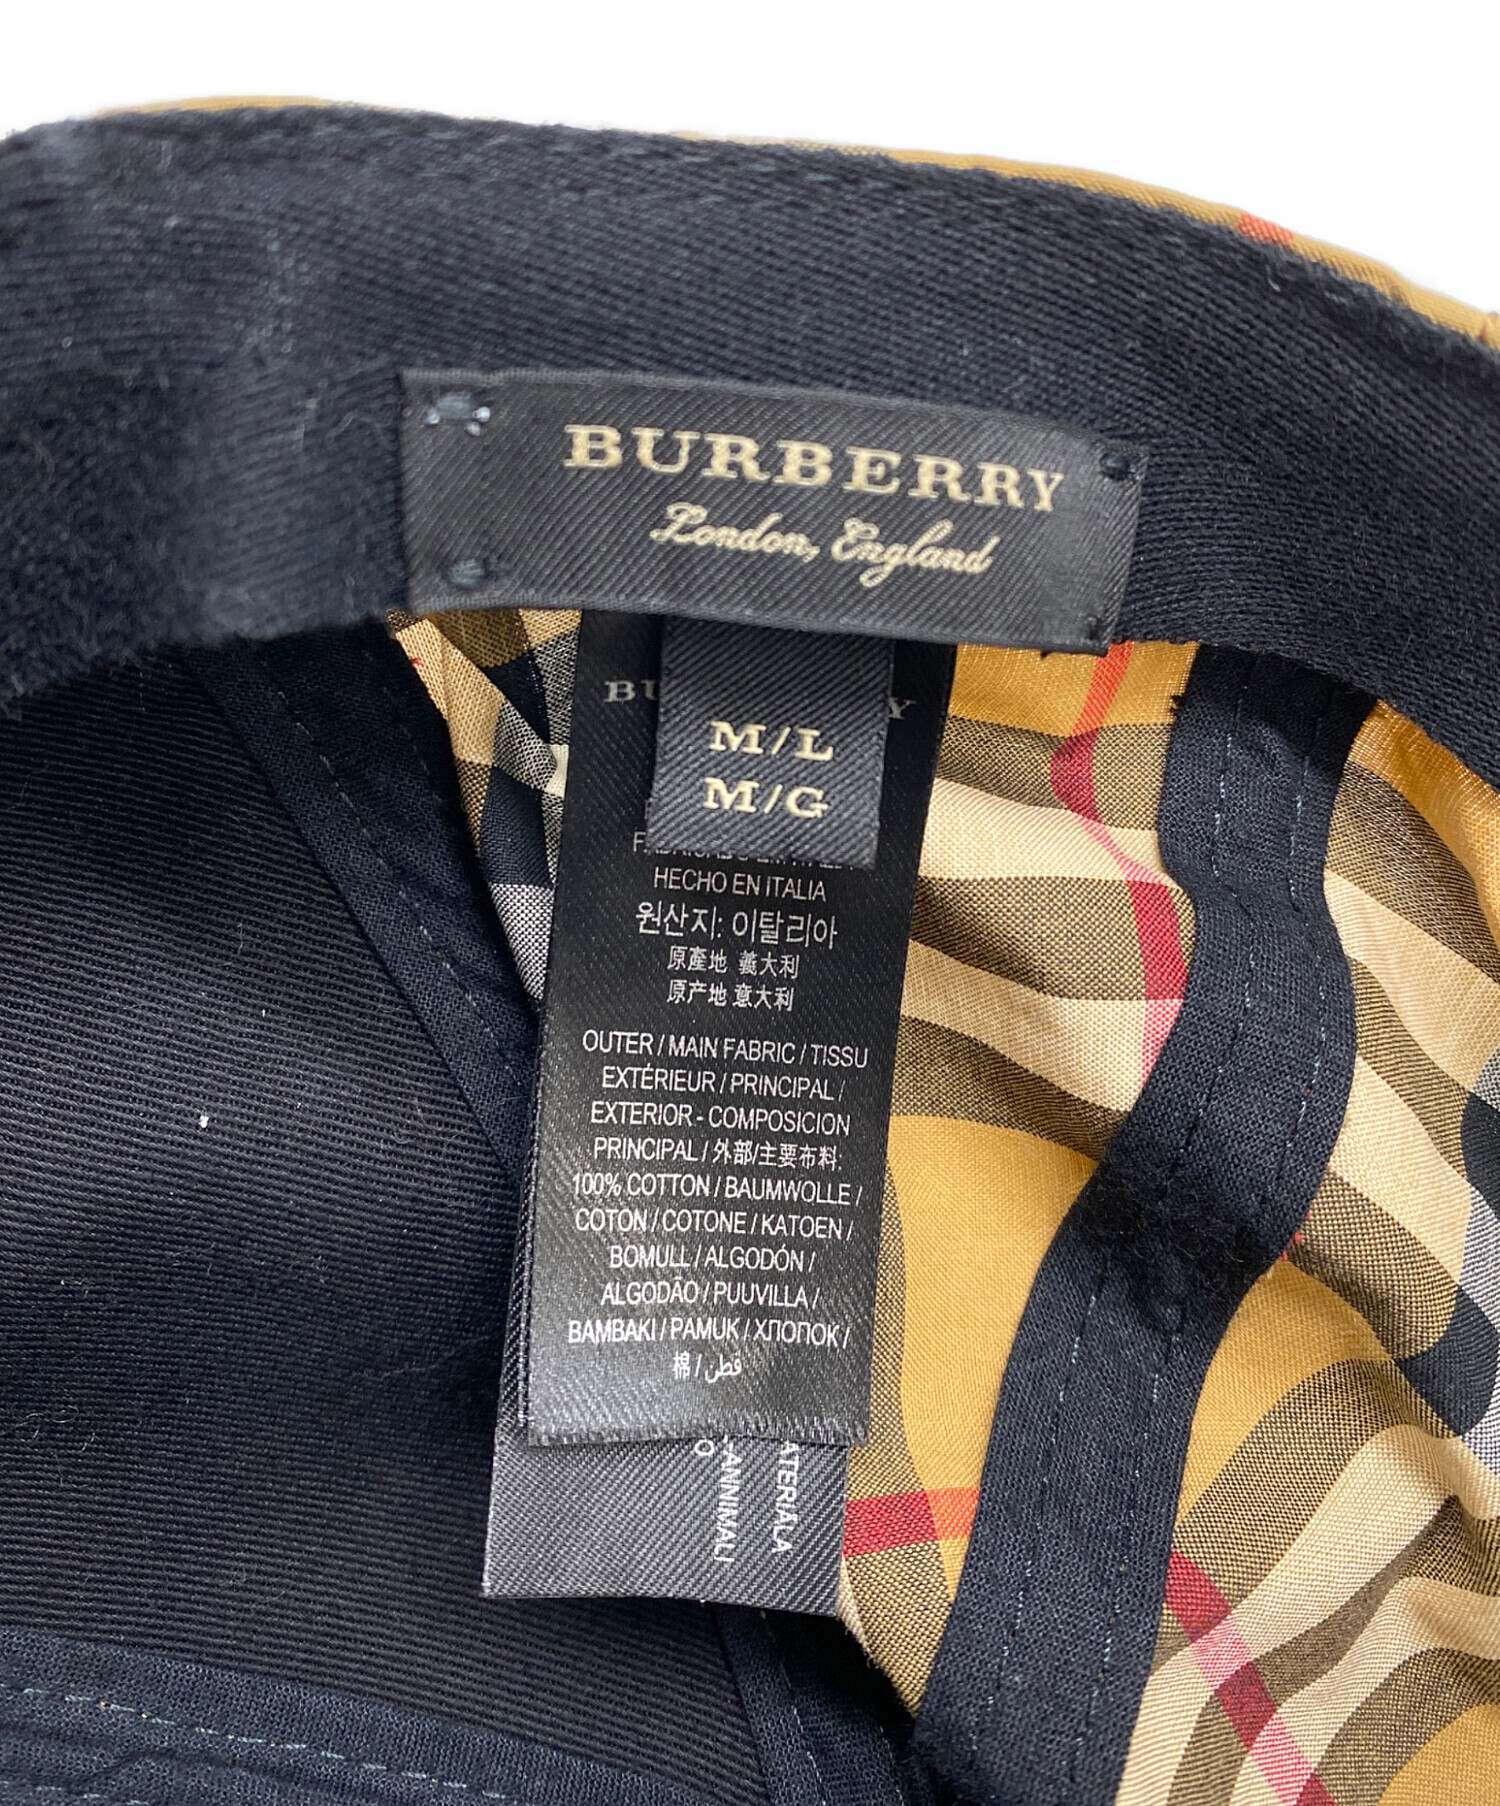 BURBERRY
London, England
M/L
M/G
HECHO EN ITALIA
원산지: 이탈리아
原產地 義大利
原产地 意大利
OUTER / MAIN FABRIC / TISSU
EXTÉRIEUR / PRINCIPAL /
EXTERIOR - COMPOSICION
PRINCIPAL / 外部/主要布料:
100% COTTON / BAUMWOLLE /
COTON / COTONE / KATOEN /
BOMULL / ALGODÓN /
ALGODÃO / PUUVILLA /
BAMBAKI / PAMUK / ХЛОПОК /
棉 / قطن